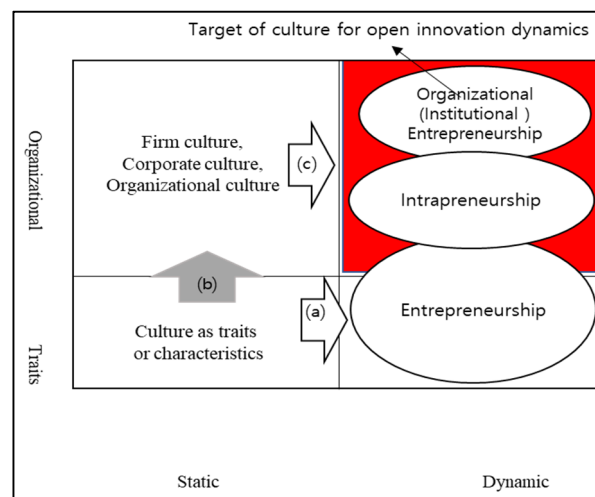 Target of culture for open innovation dynamics
Organizational
(Institutional )
Entrepreneurship
Organizational
Firm culture,
Corporate culture,
Organizational culture
(c)
Intrapreneurship
(b)
(a)
Entrepreneurship
Culture as traits
or characteristics
Traits
Static
Dynamic